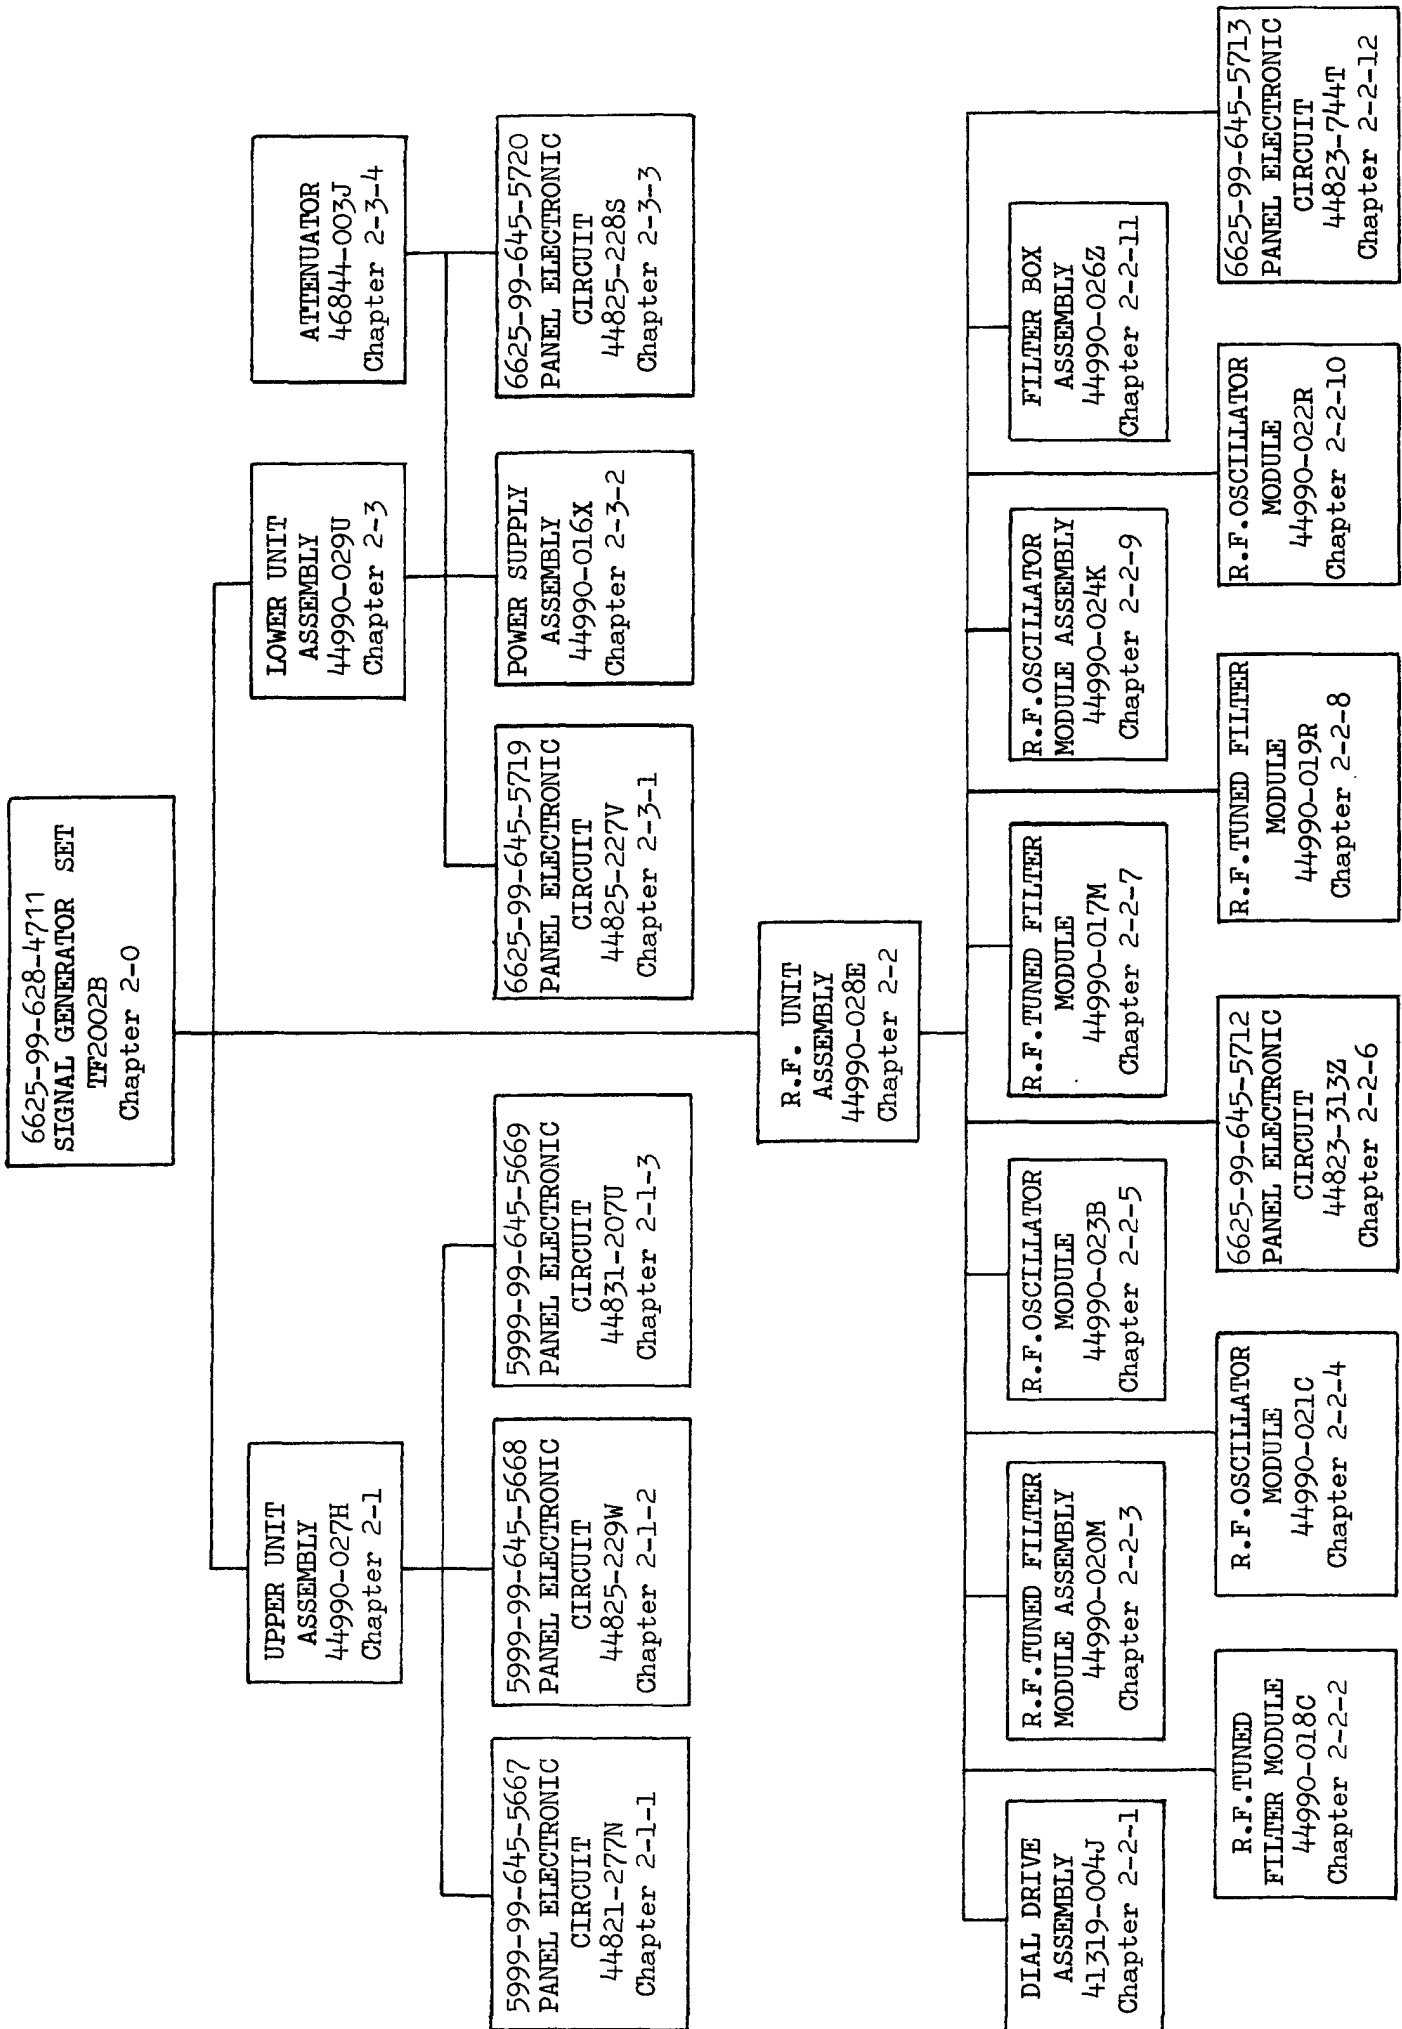 6625-99-628-4711
SIGNAL GENERATOR SET
TF2002B
Chapter 2-0
UPPER UNIT
ASSEMBLY
44990-027H
Chapter 2-1
LOWER UNIT
ASSEMBLY
44990-029U
Chapter 2-3
ATTENUATOR
46844-003J
Chapter 2-3-4
5999-99-645-5667
PANEL ELECTRONIC
CIRCUIT
44821-277N
Chapter 2-1-1
5999-99-645-5668
PANEL ELECTRONIC
CIRCUIT
44825-229W
Chapter 2-1-2
5999-99-645-5669
PANEL ELECTRONIC
CIRCUIT
44831-207U
Chapter 2-1-3
6625-99-645-5719
PANEL ELECTRONIC
CIRCUIT
44825-227V
Chapter 2-3-1
POWER SUPPLY
ASSEMBLY
44990-016X
Chapter 2-3-2
6625-99-645-5720
PANEL ELECTRONIC
CIRCUIT
44825-228S
Chapter 2-3-3
R.F. UNIT
ASSEMBLY
44990-028E
Chapter 2-2
DIAL DRIVE
ASSEMBLY
41319-004J
Chapter 2-2-1
R.F.TUNED
FILTER MODULE
44990-018C
Chapter 2-2-2
R.F.TUNED FILTER
MODULE ASSEMBLY
44990-020M
Chapter 2-2-3
R.F.OSCILLATOR
MODULE
44990-021C
Chapter 2-2-4
R.F.OSCILLATOR
MODULE
44990-023B
Chapter 2-2-5
6625-99-645-5712
PANEL ELECTRONIC
CIRCUIT
44823-313Z
Chapter 2-2-6
R.F.TUNED FILTER
MODULE
44990-017M
Chapter 2-2-7
R.F.TUNED FILTER
MODULE
44990-019R
Chapter 2-2-8
R.F.OSCILLATOR
MODULE ASSEMBLY
44990-024K
Chapter 2-2-9
R.F.OSCILLATOR
MODULE
44990-022R
Chapter 2-2-10
FILTER BOX
ASSEMBLY
44990-026Z
Chapter 2-2-11
6625-99-645-5713
PANEL ELECTRONIC
CIRCUIT
44823-744T
Chapter 2-2-12